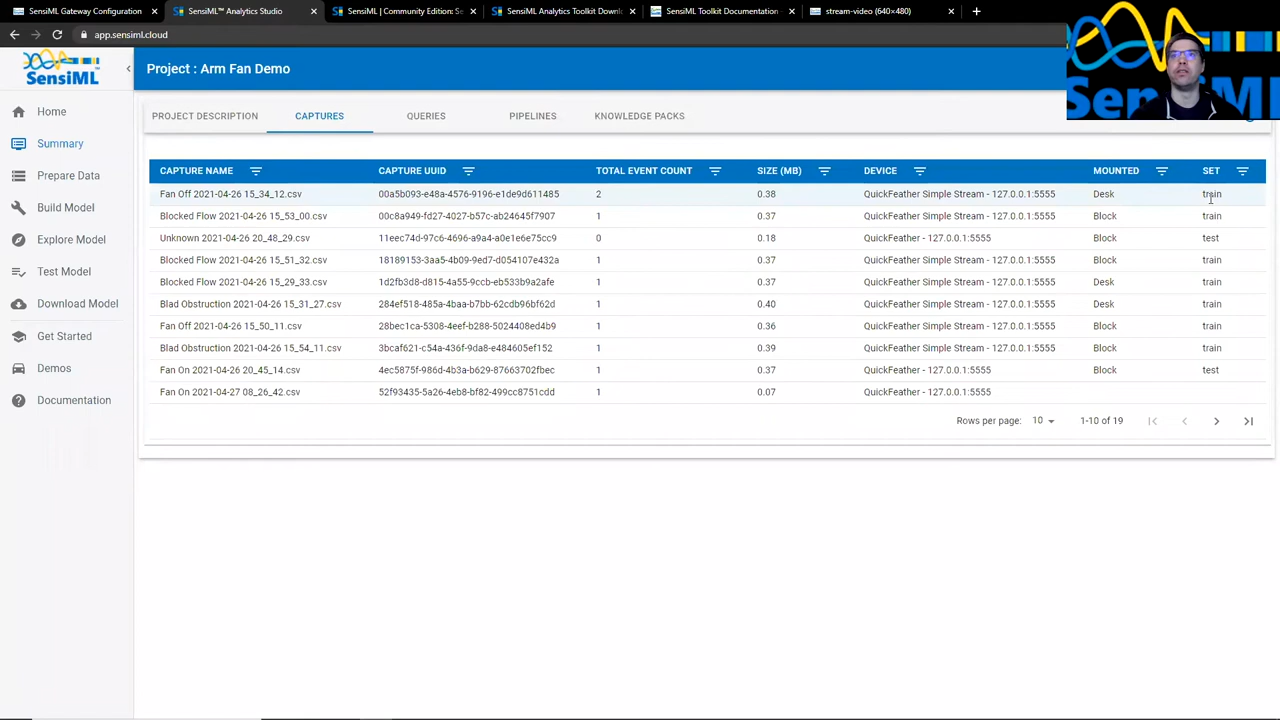 SensiML Gateway Configuration
SensiML™ Analytics Studio
SensiML | Community Edition: Se
SensiML Analytics Toolkit Downl
SensiML Toolkit Documentation
stream-video (640×480)
app.sensiml.cloud
SensiML
Project : Arm Fan Demo
Home
Summary
Prepare Data
Build Model
Explore Model
Test Model
Download Model
Get Started
Demos
Documentation
PROJECT DESCRIPTION CAPTURES QUERIES PIPELINES KNOWLEDGE PACKS
CAPTURE NAME CAPTURE UUID TOTAL EVENT COUNT SIZE (MB) DEVICE MOUNTED SET
Fan Off 2021-04-26 15_34_12.csv 00a5b093-e48a-4576-9196-e1de9d611485 2 0.38 QuickFeather Simple Stream - 127.0.0.1:5555 Desk train
Blocked Flow 2021-04-26 15_53_00.csv 00c8a949-fd27-4027-b57c-ab24645f7907 1 0.37 QuickFeather Simple Stream - 127.0.0.1:5555 Block train
Unknown 2021-04-26 20_48_29.csv 11eec74d-97c6-4696-a9a4-a0e1e6e75cc9 0 0.18 QuickFeather - 127.0.0.1:5555 Block test
Blocked Flow 2021-04-26 15_51_32.csv 18189153-3aa5-4b09-9ed7-d054107e432a 1 0.37 QuickFeather Simple Stream - 127.0.0.1:5555 Block train
Blocked Flow 2021-04-26 15_29_33.csv 1d2fb3d8-d815-4a55-9ccb-eb533b9a2afe 1 0.37 QuickFeather Simple Stream - 127.0.0.1:5555 Desk train
Blad Obstruction 2021-04-26 15_31_27.csv 284ef518-485a-4baa-b7bb-62cdb96bf62d 1 0.40 QuickFeather Simple Stream - 127.0.0.1:5555 Desk train
Fan Off 2021-04-26 15_50_11.csv 28bec1ca-5308-4eef-b288-5024408ed4b9 1 0.36 QuickFeather Simple Stream - 127.0.0.1:5555 Block train
Blad Obstruction 2021-04-26 15_54_11.csv 3bcaf621-c54a-436f-9da8-e484605ef152 1 0.39 QuickFeather Simple Stream - 127.0.0.1:5555 Block train
Fan On 2021-04-26 20_45_14.csv 4ec5875f-986d-4b3a-b629-87663702fbec 1 0.37 QuickFeather - 127.0.0.1:5555 Block test
Fan On 2021-04-27 08_26_42.csv 52f93435-5a26-4eb8-bf82-499cc8751cdd 1 0.07 QuickFeather - 127.0.0.1:5555
Rows per page: 10 1-10 of 19